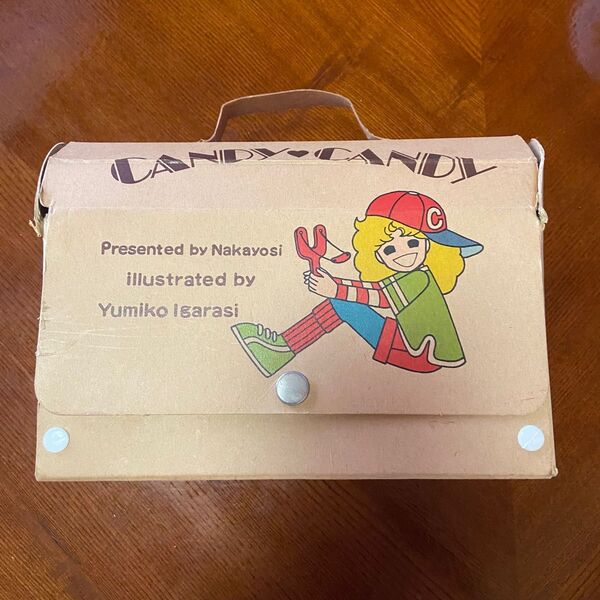 CANDY♥CANDY
Presented by Nakayosi
illustrated by
Yumiko Igarasi
C